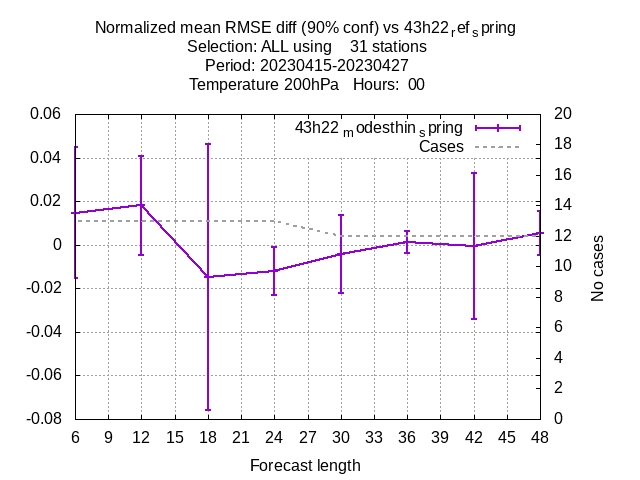 Normalized mean RMSE diff (90% conf) vs 43h22refspring
Selection: ALL using    31 stations
Period: 20230415-20230427
Temperature 200hPa   Hours:  00
43h22modesthinspring
Cases
0.06
0.04
0.02
0
-0.02
-0.04
-0.06
-0.08
20
18
16
14
12
10
8
6
4
2
0
No cases
6 9 12 15 18 21 24 27 30 33 36 39 42 45 48
Forecast length